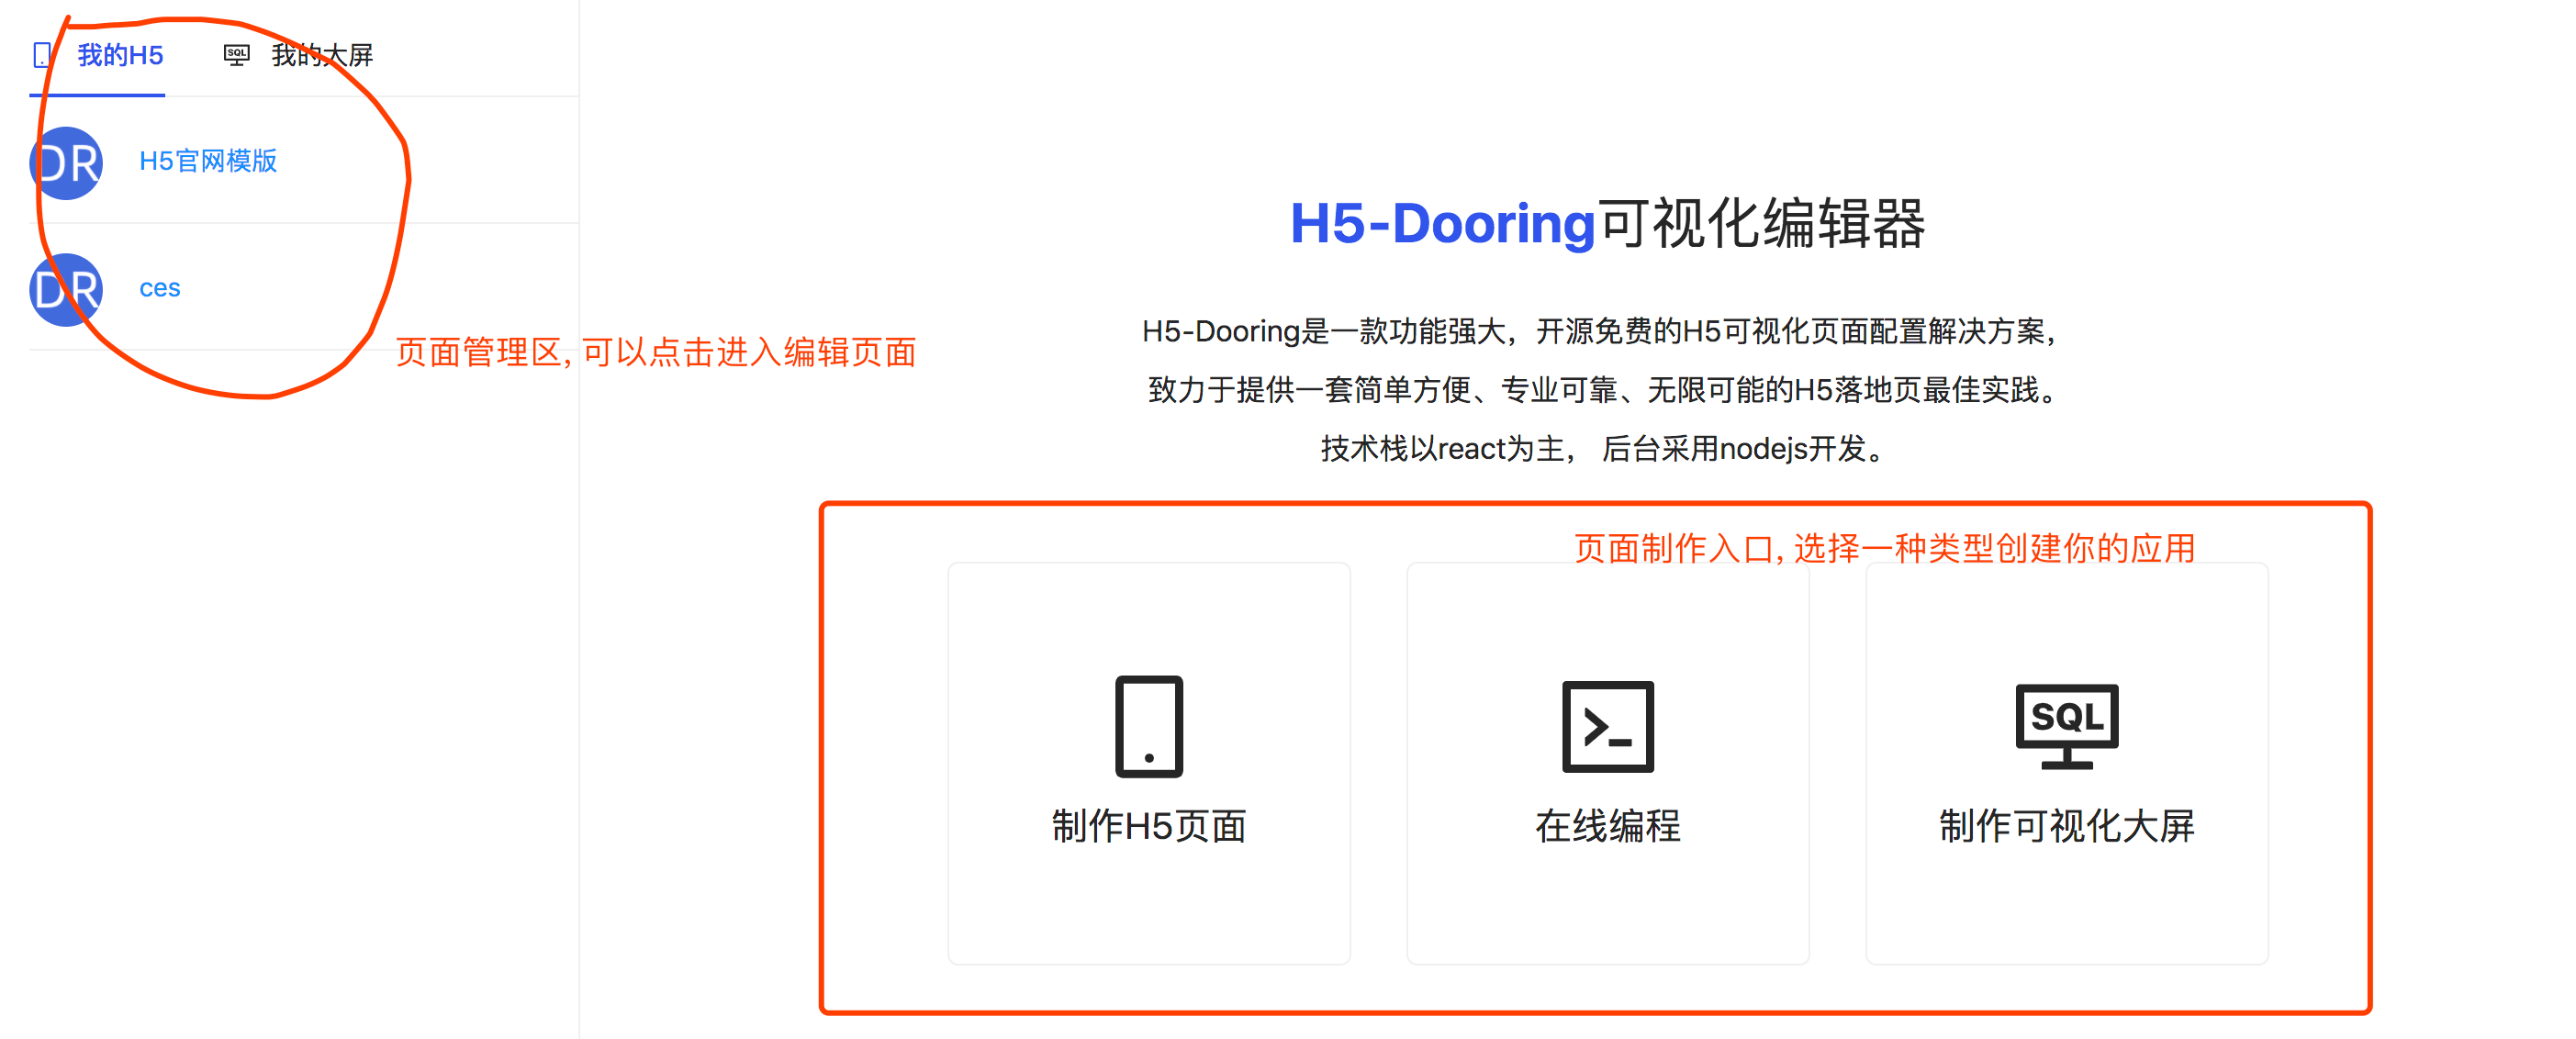 我的H5
SQL
我的大屏
DR
H5官网模版
DR
ces
页面管理区, 可以点击进入编辑页面
H5-Dooring可视化编辑器
H5-Dooring是一款功能强大，开源免费的H5可视化页面配置解决方案，
致力于提供一套简单方便、专业可靠、无限可能的H5落地页最佳实践。
技术栈以react为主， 后台采用nodejs开发。
页面制作入口, 选择一种类型创建你的应用
制作H5页面
在线编程
SQL
制作可视化大屏